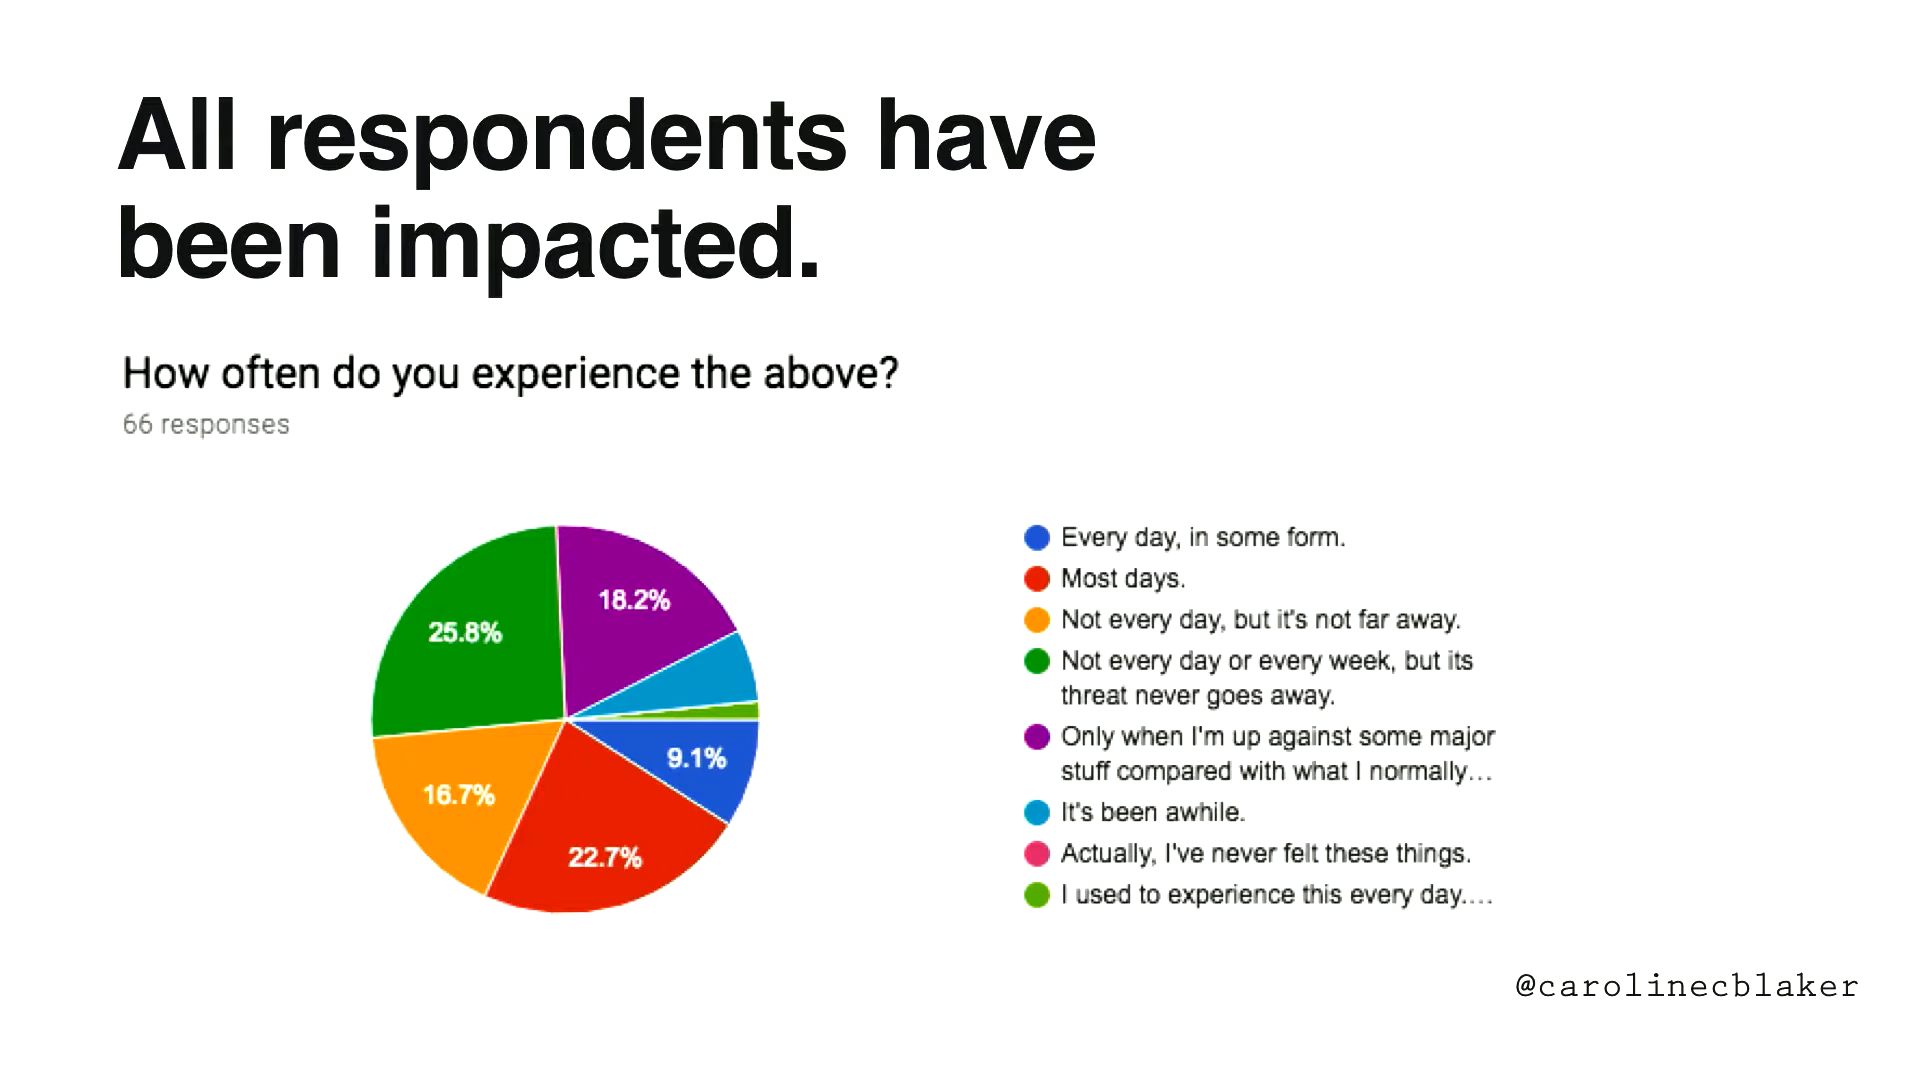 All respondents have
been impacted.
How often do you experience the above?
66 responses
18.2%
25.8%
9.1%
16.7%
22.7%
Every day, in some form.
Most days.
Not every day, but it's not far away.
Not every day or every week, but its
threat never goes away.
Only when I'm up against some major
stuff compared with what I normally…
It's been awhile.
Actually, I've never felt these things.
I used to experience this every day.…
@carolinecblaker